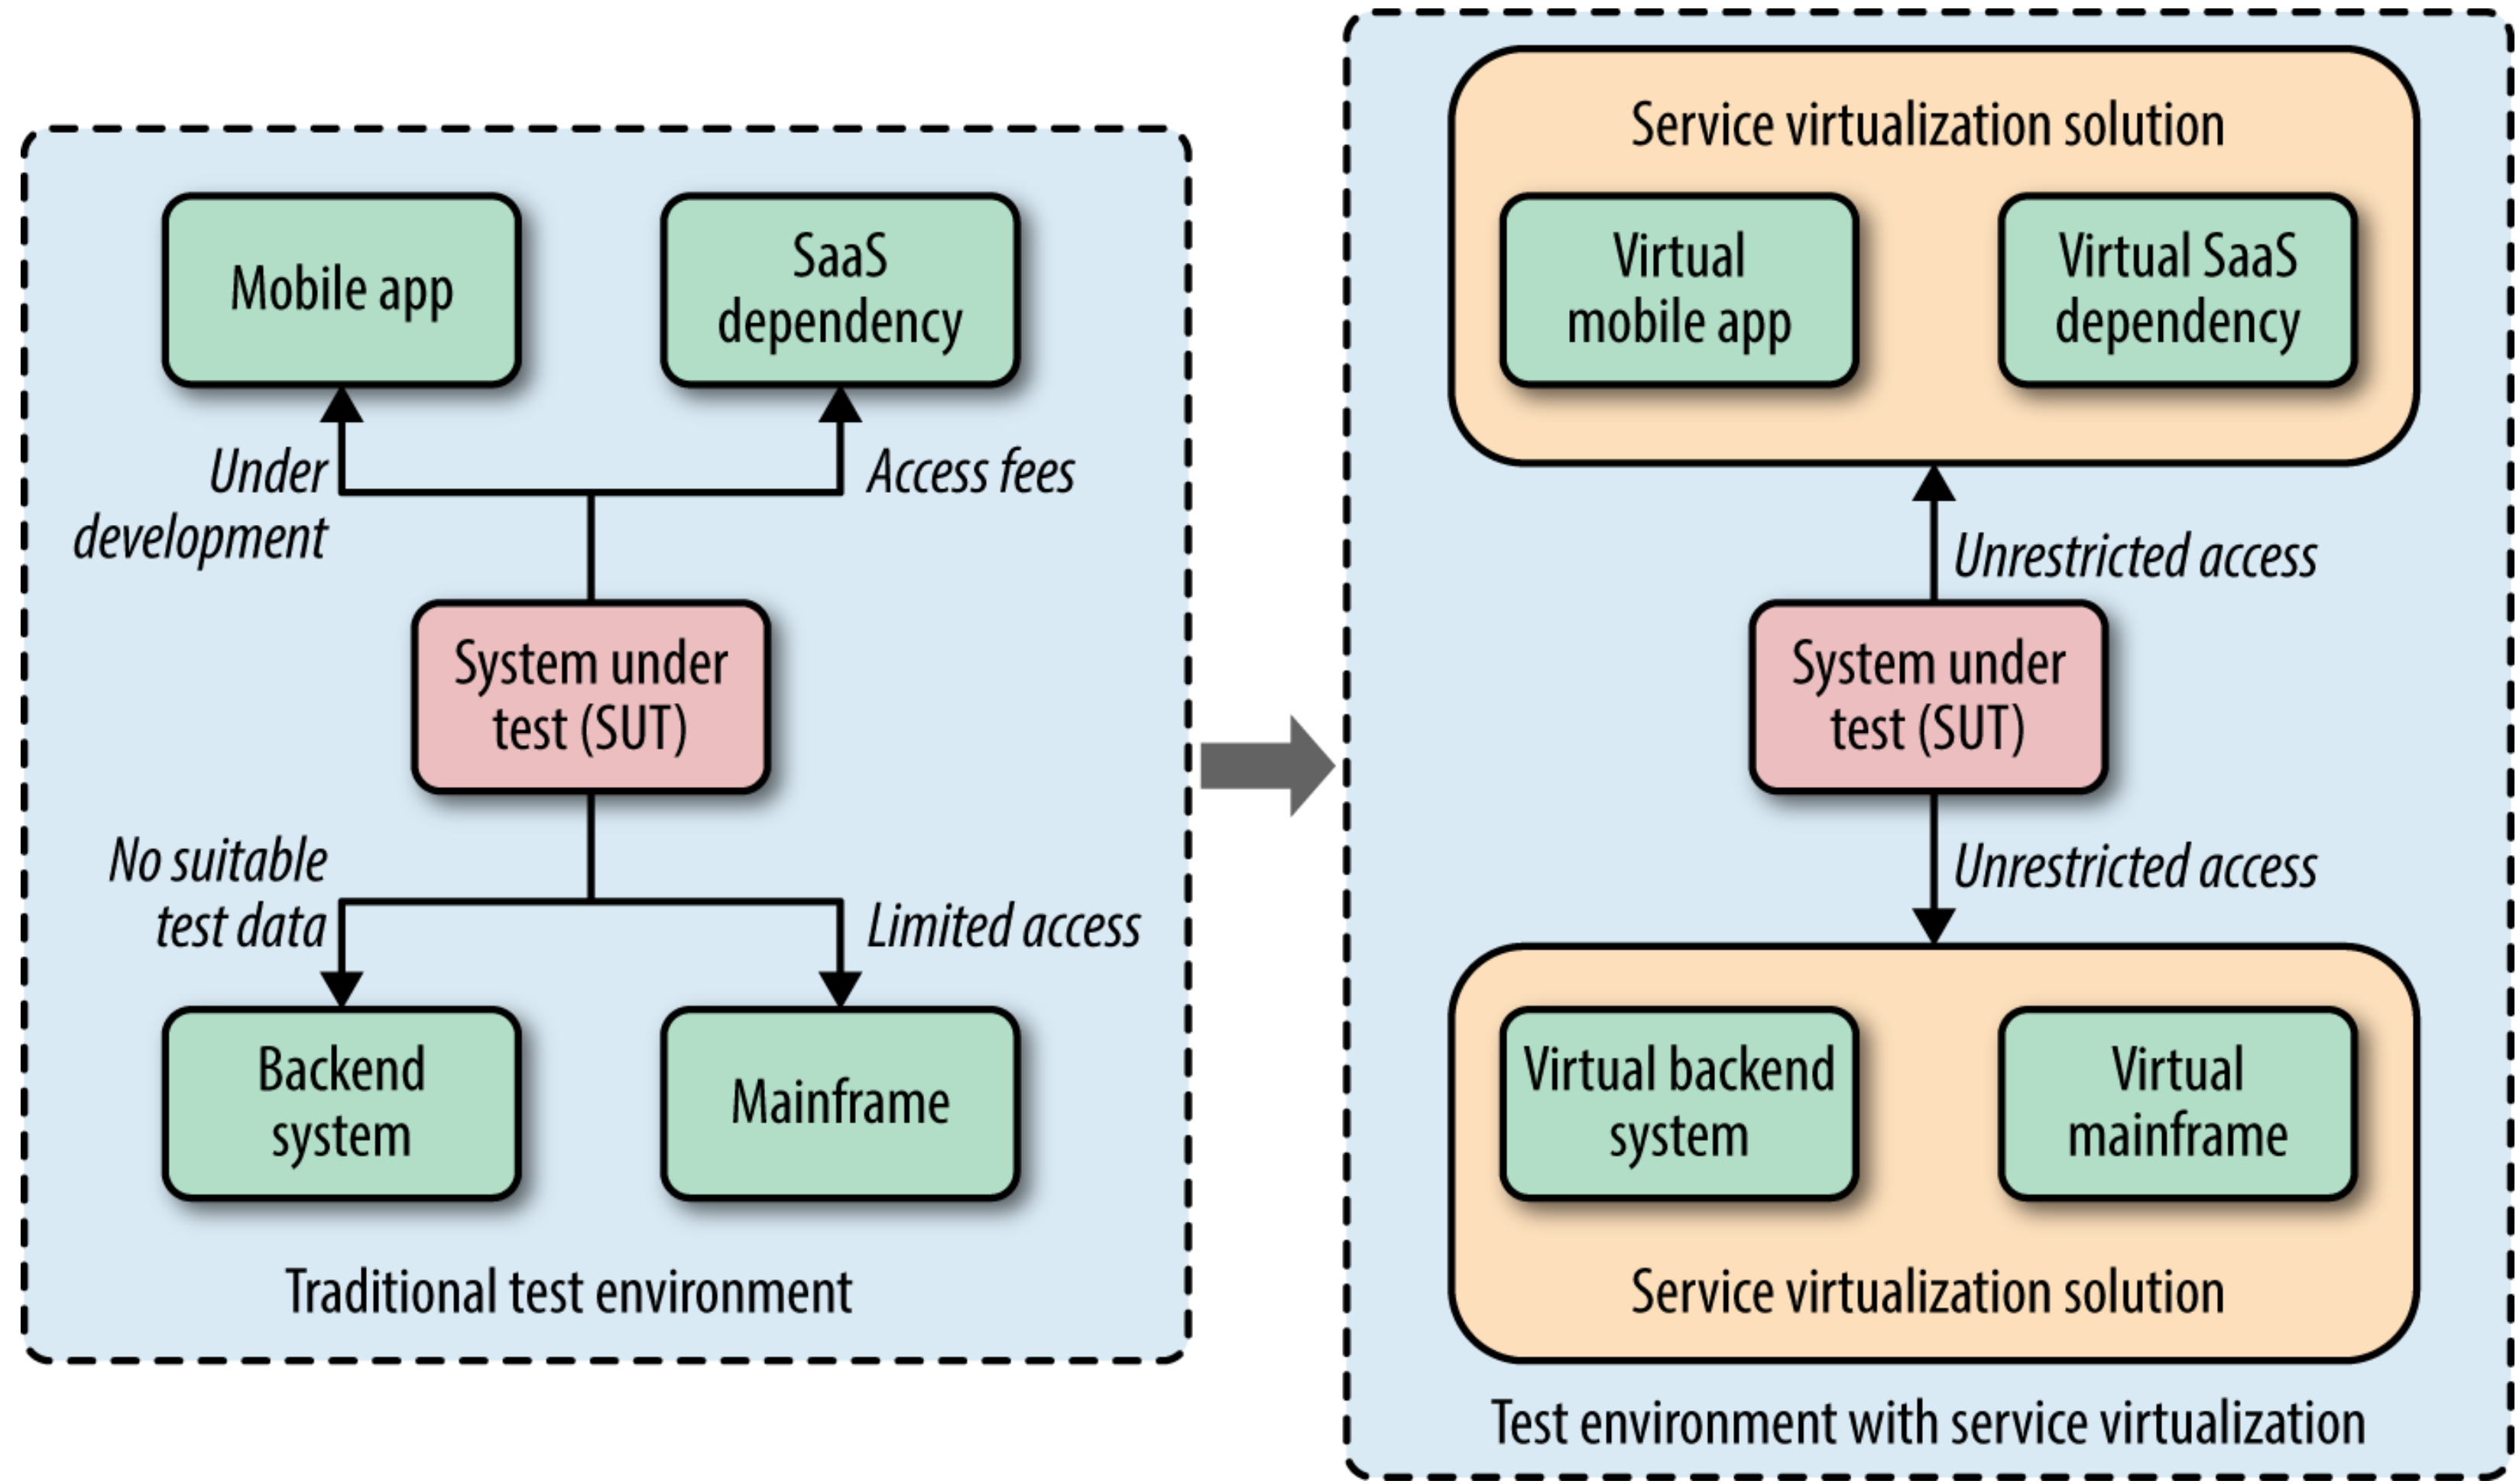 Mobile app
SaaS
dependency
Under
development
Access fees
System under
test (SUT)
No suitable
test data
Limited access
Backend
system
Mainframe
Traditional test environment
Service virtualization solution
Virtual
mobile app
Virtual SaaS
dependency
Unrestricted access
System under
test (SUT)
Unrestricted access
Virtual backend
system
Virtual
mainframe
Service virtualization solution
Test environment with service virtualization